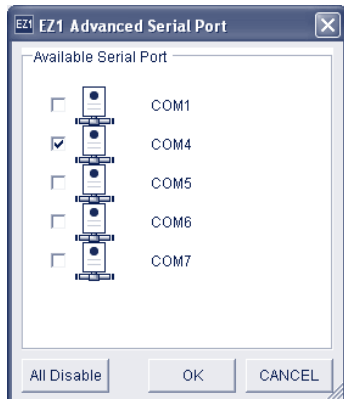 EZ1 EZ1 Advanced Serial Port
Available Serial Port
COM1
COM4
COM5
COM6
COM7
All Disable OK CANCEL